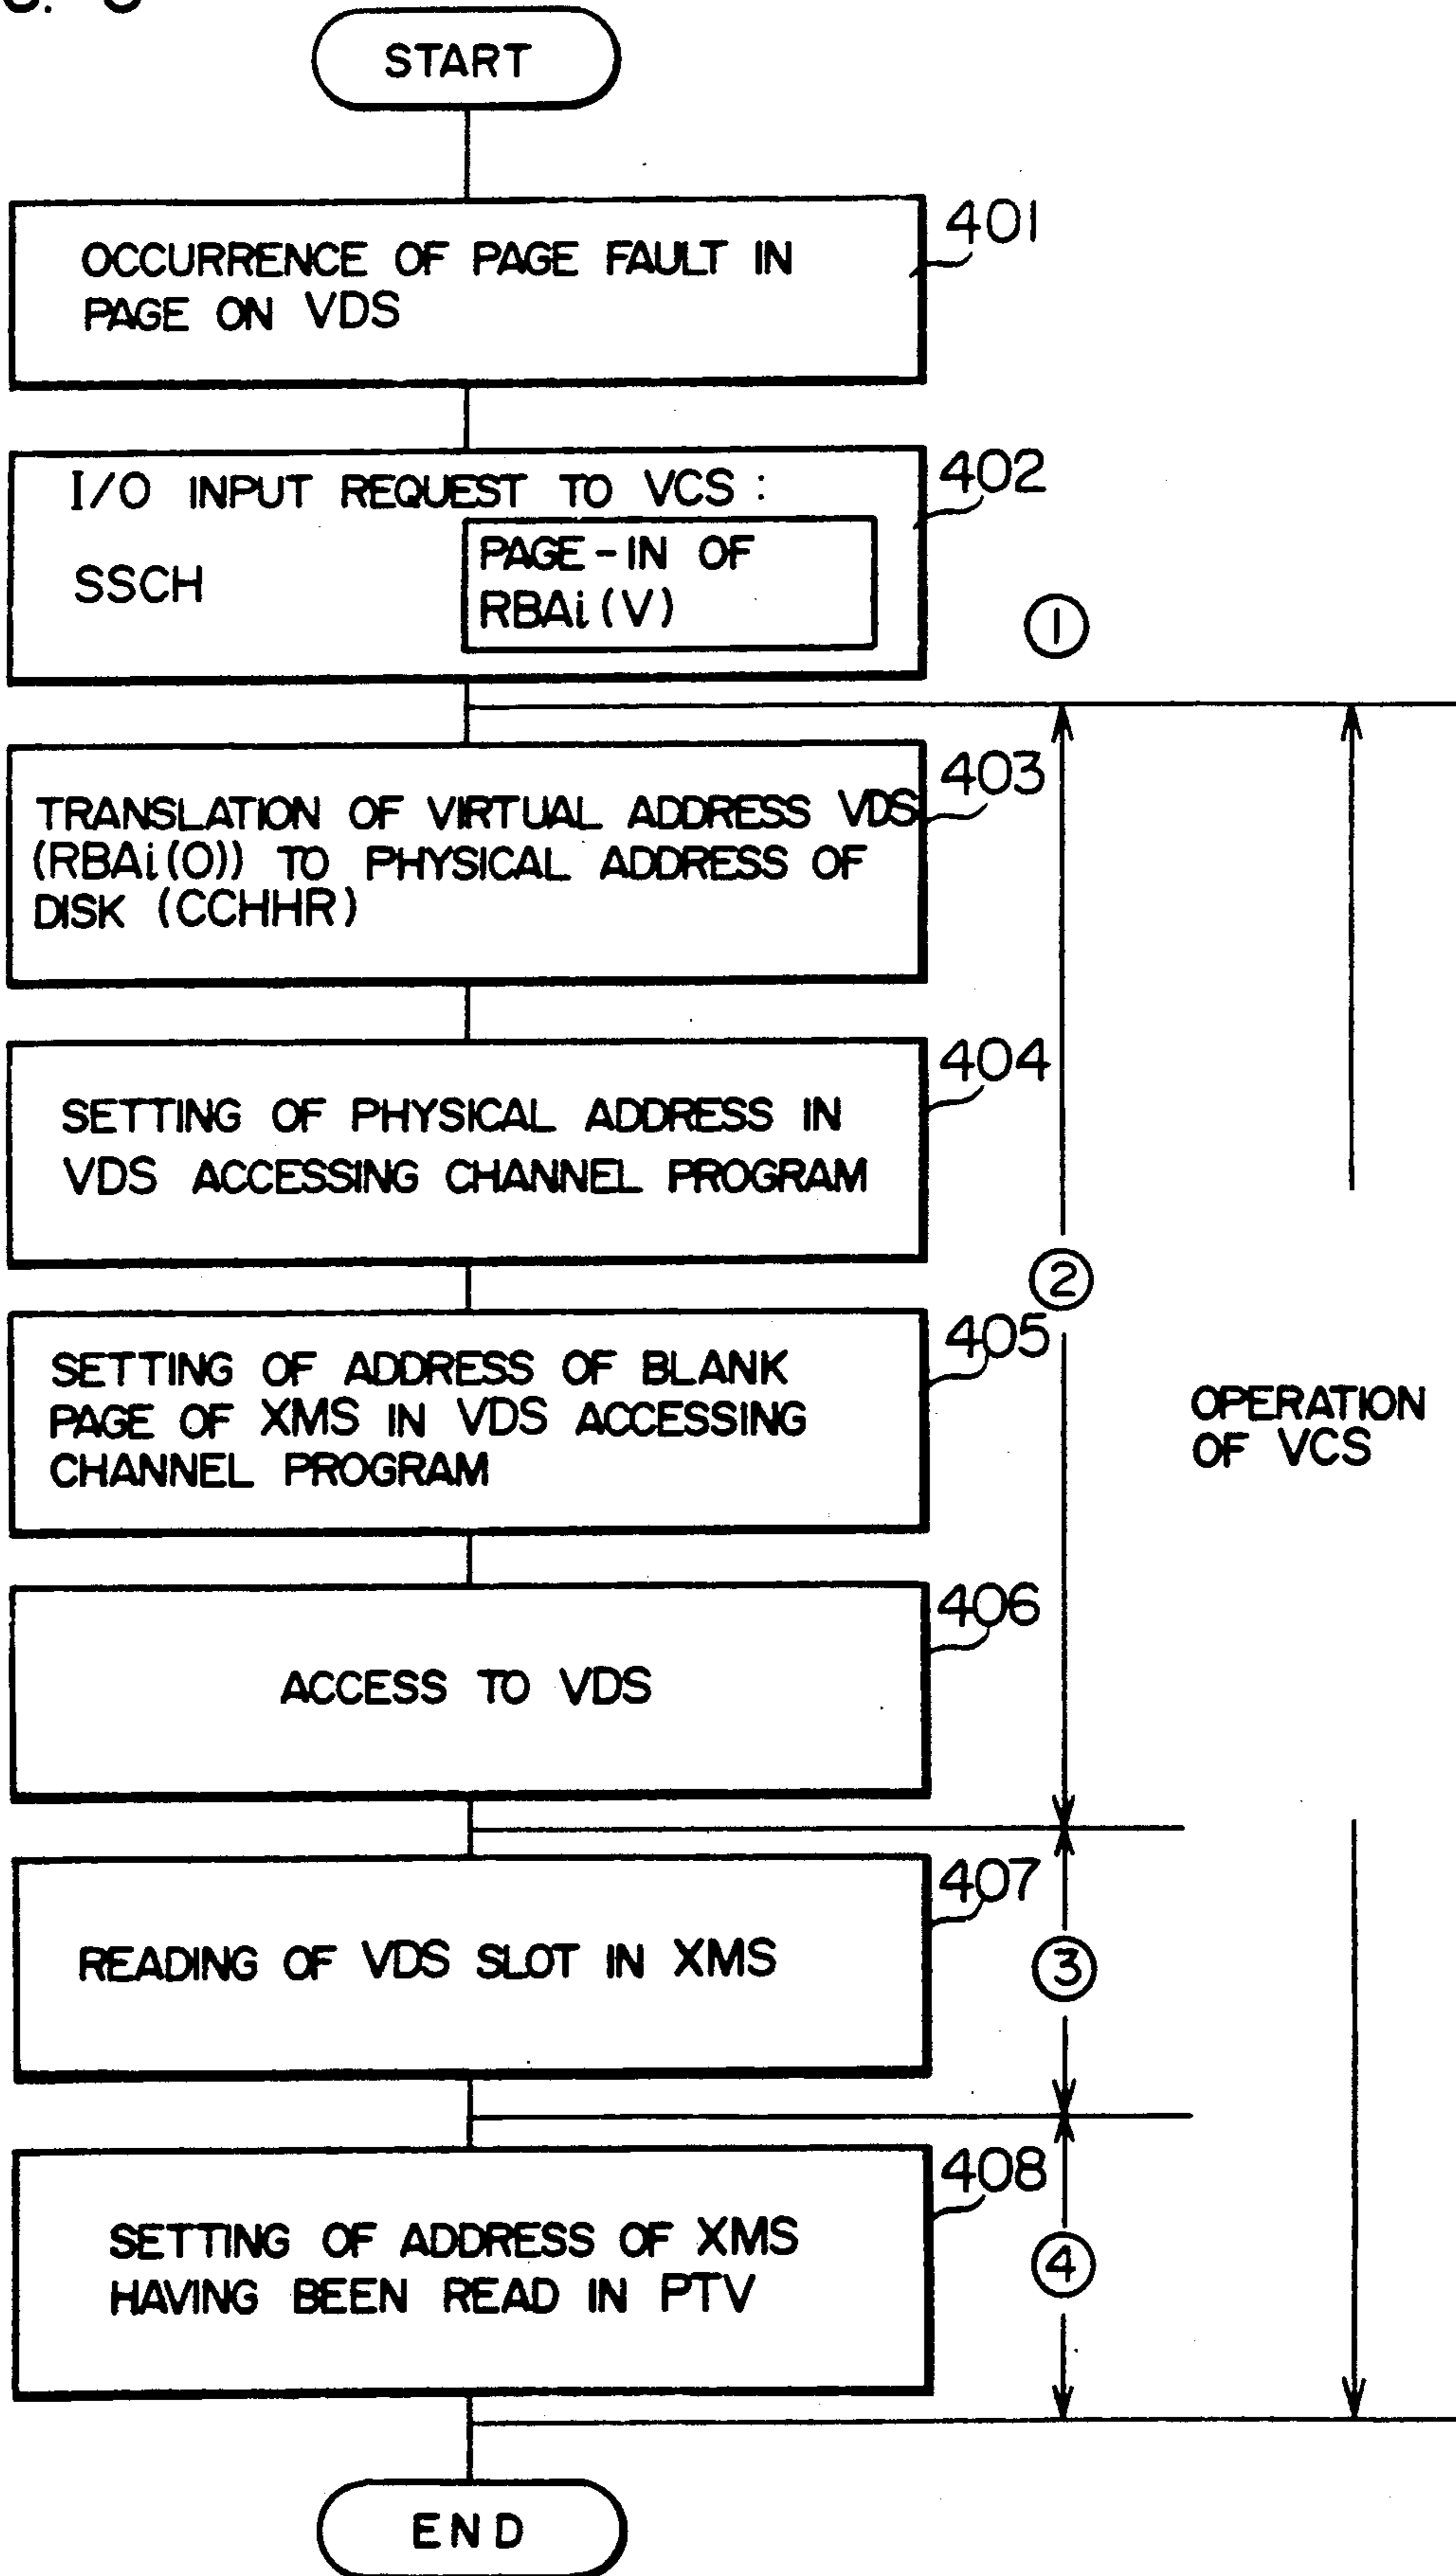 START
401
OCCURRENCE OF PAGE FAULT IN
PAGE ON VDS
402
I/O INPUT REQUEST TO VCS :
SSCH
PAGE-IN OF
RBAi (V)
①
403
TRANSLATION OF VIRTUAL ADDRESS VDS
(RBAi(0)) TO PHYSICAL ADDRESS OF
DISK (CCHHR)
404
SETTING OF PHYSICAL ADDRESS IN
VDS ACCESSING CHANNEL PROGRAM
②
405
SETTING OF ADDRESS OF BLANK
PAGE OF XMS IN VDS ACCESSING
CHANNEL PROGRAM
OPERATION
OF VCS
406
ACCESS TO VDS
407
READING OF VDS SLOT IN XMS
③
408
SETTING OF ADDRESS OF XMS
HAVING BEEN READ IN PTV
④
END